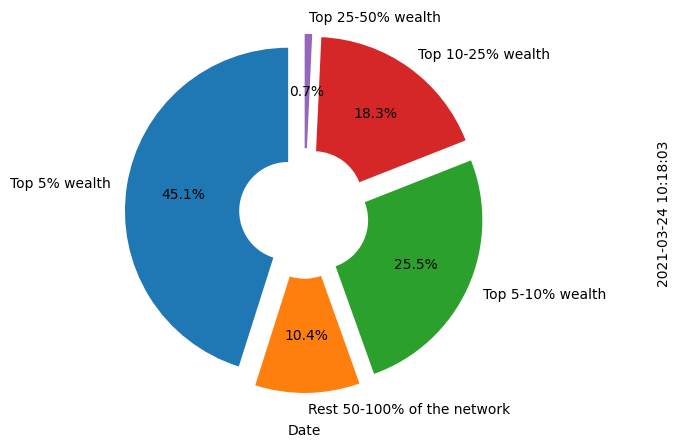 Top 25-50% wealth
Top 10-25% wealth
0.7%
18.3%
Top 5% wealth
45.1%
2021-03-24 10:18:03
25.5%
Top 5-10% wealth
10.4%
Rest 50-100% of the network
Date